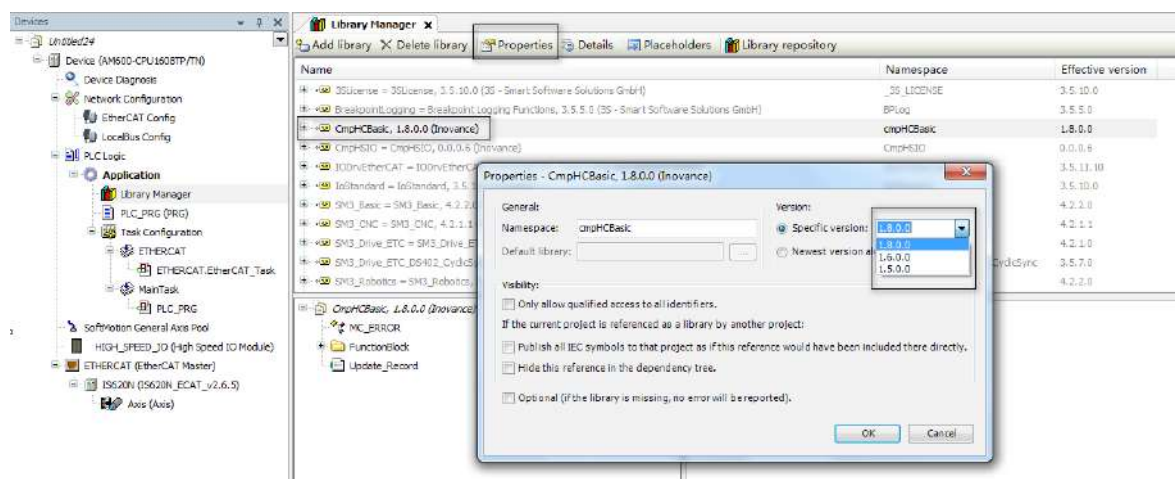 Devices
Untitled24
Device (AM600-CPU1608TP/TN)
Device Diagnosis
Network Configuration
EtherCAT Config
LocalBus Config
PLC Logic
Application
Library Manager
PLC_PRG (PRG)
Task Configuration
ETHERCAT
ETHERCAT.EtherCAT_Task
MainTask
PLC_PRG
SoftMotion General Axis Pool
HIGH_SPEED_IO (High Speed IO Module)
ETHERCAT (EtherCAT Master)
IS620N (IS620N_ECAT_v2.6.5)
Axis (Axis)
Library Manager
Add library Delete library Properties Details Placeholders Library repository
Name Namespace Effective version
3SLicense = 3SLicense, 3.5.10.0 (3S - Smart Software Solutions GmbH) _3S_LICENSE 3.5.10.0
BreakpointLogging = Breakpoint Logging Functions, 3.5.5.0 (3S - Smart Software Solutions GmbH) BPLog 3.5.5.0
CmpHCBasic, 1.8.0.0 (Inovance) cmpHCBasic 1.8.0.0
CmpHSIO = CmpHSIO, 0.0.0.6 (Inovance) CmpHSIO 0.0.0.6
IODrvEtherCAT = IODrvEtherCA 3.5.11.10
IoStandard = IoStandard, 3.5. 3.5.10.0
SM3_Basic = SM3_Basic, 4.2.2.0 4.2.2.0
SM3_CNC = SM3_CNC, 4.2.1.1 4.2.1.1
SM3_Drive_ETC = SM3_Drive_E 4.2.1.0
SM3_Drive_ETC_DS402_CyclicS CyclicSync 3.5.7.0
SM3_Robotics = SM3_Robotics, 4.2.2.0
CmpHCBasic, 1.8.0.0 (Inovance)
MC_ERROR
FunctionBlock
Update_Record
Properties - CmpHCBasic, 1.8.0.0 (Inovance)
General:
Namespace: cmpHCBasic
Default library: ...
Version:
Specific version: 1.8.0.0
1.8.0.0
1.6.0.0
1.5.0.0
Newest version al
Visibility:
Only allow qualified access to all identifiers.
If the current project is referenced as a library by another project:
Publish all IEC symbols to that project as if this reference would have been included there directly.
Hide this reference in the dependency tree.
Optional (if the library is missing, no error will be reported).
OK Cancel